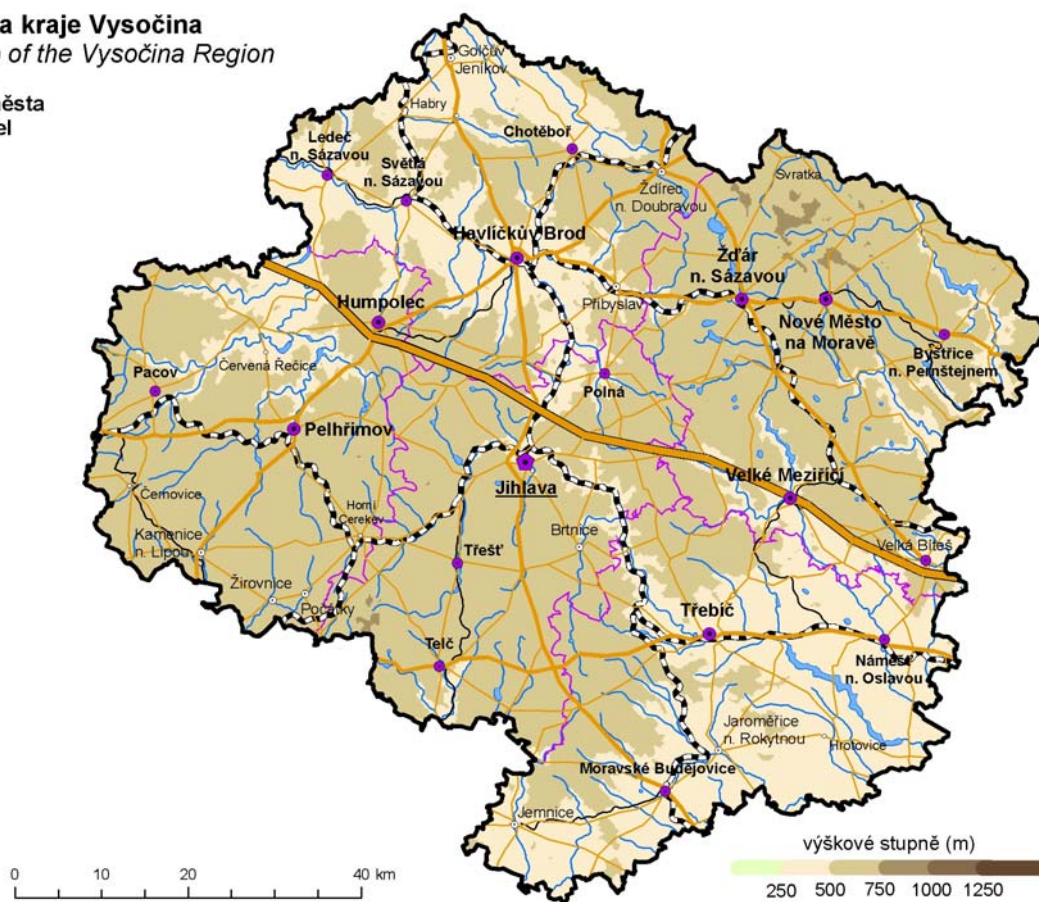 a kraje Vysočina
of the Vysočina Region
města
Golčův
Jeníkov
Habry
Chotěboř
Ledeč
n. Sázavou
Světlá
n. Sázavou
Ždírec
n. Doubravou
Svratka
Havlíčkův Brod
Žďár
n. Sázavou
Přibyslav
Humpolec
Nové Město
na Moravě
Bystřice
n. Pernštejnem
Červená Řečice
Pacov
Polná
Pelhřimov
Jihlava
Velké Meziříčí
Černovice
Horní
Cerekev
Brtnice
Kamenice
n. Lipou
Velká Bíteš
Třešť
Žirovnice
Počátky
Třebíč
Telč
Náměšť
n. Oslavou
Jaroměřice
n. Rokytnou
Hrotovice
Moravské Budějovice
Jemnice
výškové stupně (m)
0 10 20 40 km
250 500 750 1000 1250